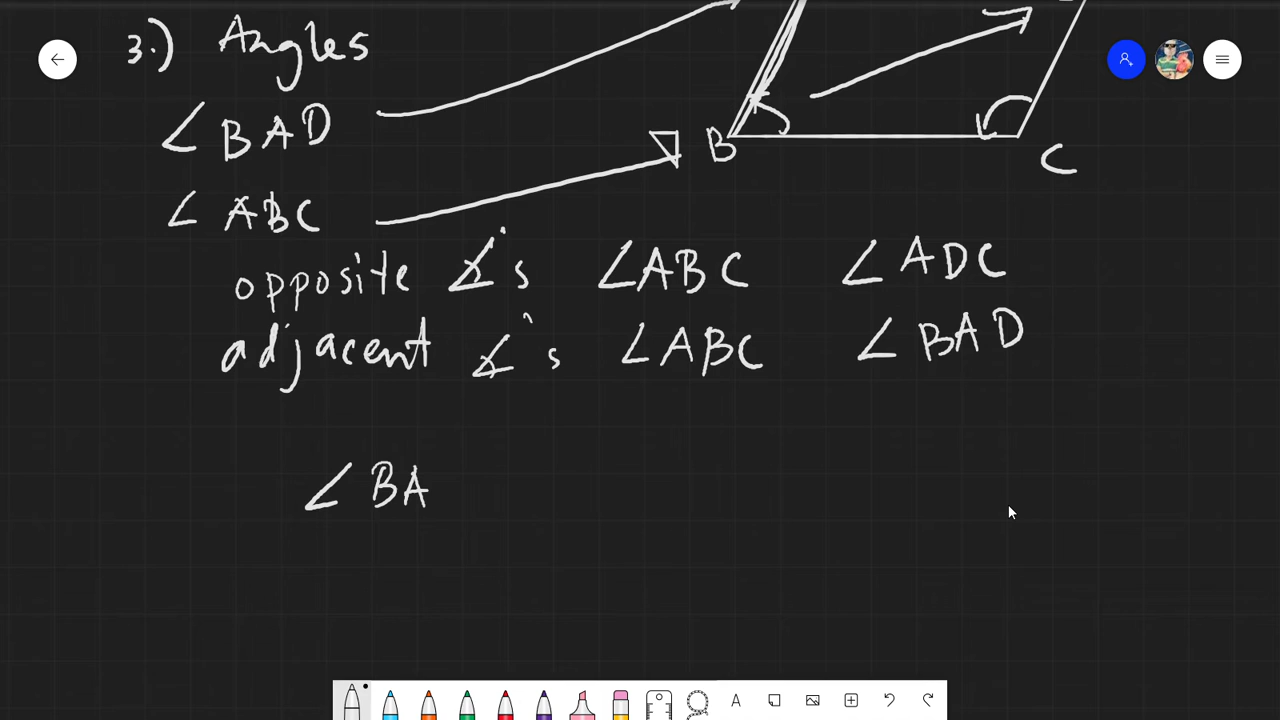 3.) Angles
∠BAD
∠ABC
B
C
opposite ∡'s ∠ABC ∠ADC
adjacent ∡'s ∠ABC ∠BAD
∠BA
A